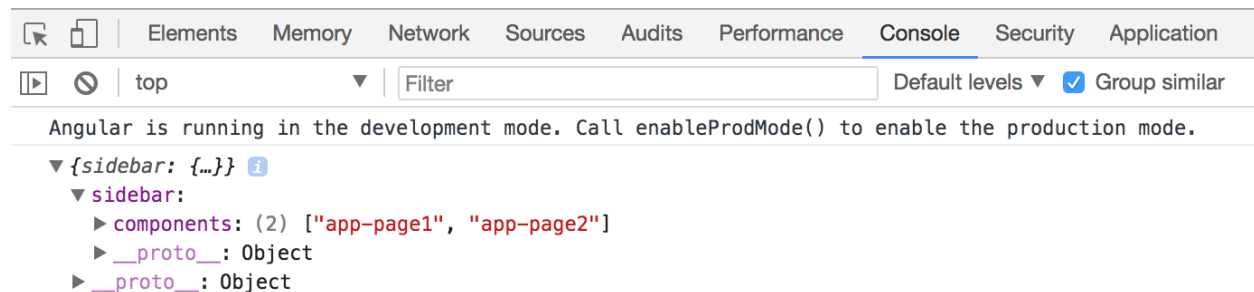 Elements Memory Network Sources Audits Performance Console Security Application
top Filter Default levels Group similar
Angular is running in the development mode. Call enableProdMode() to enable the production mode.
{sidebar: {…}} i
sidebar:
components: (2) ["app-page1", "app-page2"]
__proto__: Object
__proto__: Object